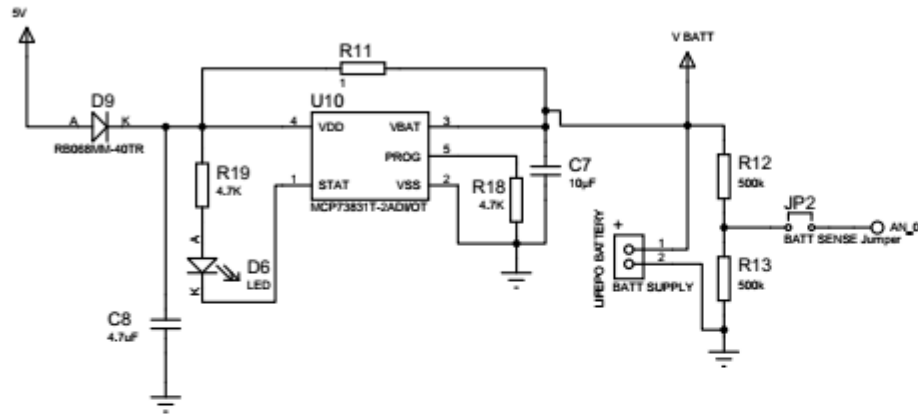 5V
D9
A
K
RB068MM-40TR
R11
1
U10
4
VDD
VBAT
3
PROG
5
1
STAT
VSS
2
MCP73831T-2ADI/OT
R19
4.7K
A
D6
LED
K
C8
4.7uF
R18
4.7K
C7
10µF
V BATT
R12
500k
JP2
AN_0
BATT SENSE Jumper
R13
500k
LIFEPO BATTERY
+
1
2
BATT SUPPLY